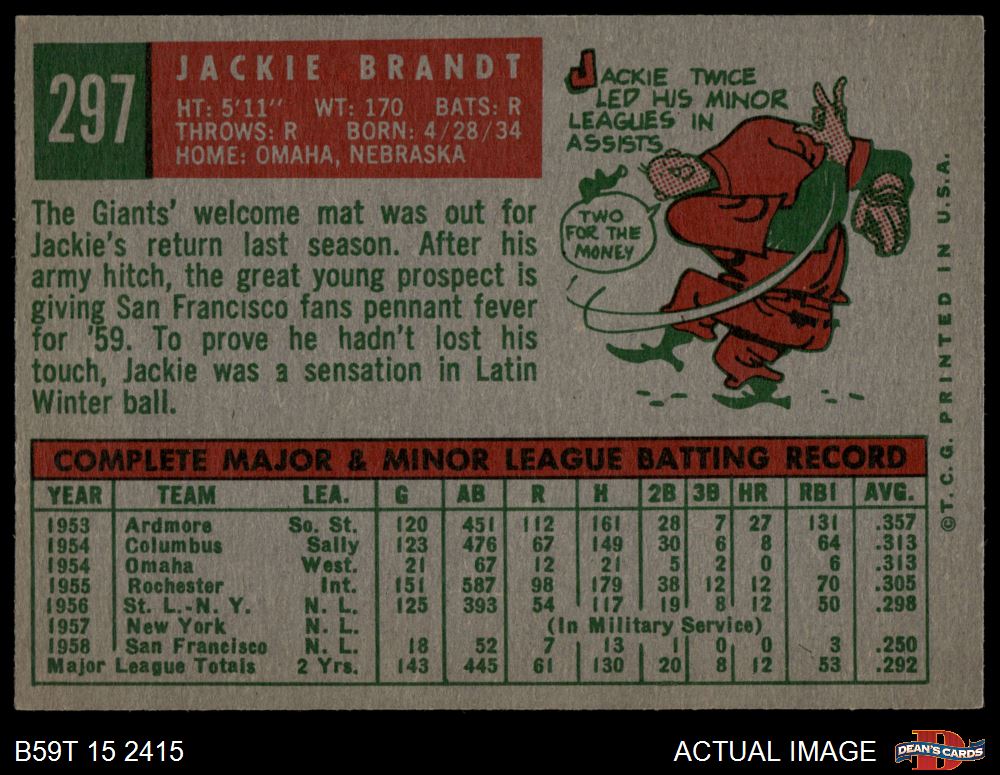 297
JACKIE BRANDT
HT: 5'11" WT: 170 BATS: R
THROWS: R BORN: 4/28/34
HOME: OMAHA, NEBRASKA
The Giants' welcome mat was out for
Jackie's return last season. After his
army hitch, the great young prospect is
giving San Francisco fans pennant fever
for '59. To prove he hadn't lost his
touch, Jackie was a sensation in Latin
Winter ball.
JACKIE TWICE
LED HIS MINOR
LEAGUES IN
ASSISTS.
TWO
FOR THE
MONEY
COMPLETE MAJOR & MINOR LEAGUE BATTING RECORD
YEAR TEAM LEA. G AB R H 2B 3B HR RBI AVG.
1953 Ardmore So. St. 120 451 112 161 28 7 27 131 .357
1954 Columbus Sally 123 476 67 149 30 6 8 64 .313
1954 Omaha West. 21 67 12 21 5 2 0 6 .313
1955 Rochester Int. 151 587 98 179 38 12 12 70 .305
1956 St. L.-N. Y. N. L. 125 393 54 117 19 8 12 50 .298
1957 New York N. L. (In Military Service)
1958 San Francisco N. L. 18 52 7 13 1 0 0 3 .250
Major League Totals 2 Yrs. 143 445 61 130 20 8 12 53 .292
©T.C.G. PRINTED IN U.S.A.
B59T 15 2415
ACTUAL IMAGE
DEAN'S CARDS